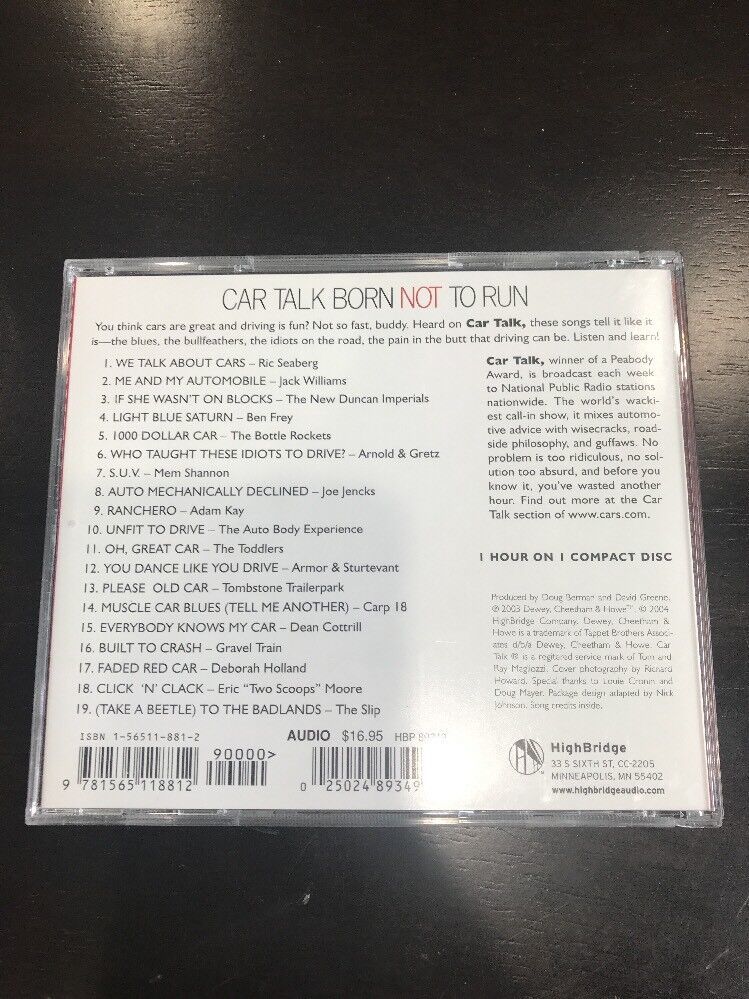 CAR TALK BORN NOT TO RUN
You think cars are great and driving is fun? Not so fast, buddy. Heard on Car Talk, these songs tell it like it
is—the blues, the bullfeathers, the idiots on the road, the pain in the butt that driving can be. Listen and learn!
1. WE TALK ABOUT CARS – Ric Seaberg
2. ME AND MY AUTOMOBILE – Jack Williams
3. IF SHE WASN'T ON BLOCKS – The New Duncan Imperials
4. LIGHT BLUE SATURN – Ben Frey
5. 1000 DOLLAR CAR – The Bottle Rockets
6. WHO TAUGHT THESE IDIOTS TO DRIVE? – Arnold & Gretz
7. S.U.V. – Mem Shannon
8. AUTO MECHANICALLY DECLINED – Joe Jencks
9. RANCHERO – Adam Kay
10. UNFIT TO DRIVE – The Auto Body Experience
11. OH, GREAT CAR – The Toddlers
12. YOU DANCE LIKE YOU DRIVE – Armor & Sturtevant
13. PLEASE OLD CAR – Tombstone Trailerpark
14. MUSCLE CAR BLUES (TELL ME ANOTHER) – Carp 18
15. EVERYBODY KNOWS MY CAR – Dean Cottrill
16. BUILT TO CRASH – Gravel Train
17. FADED RED CAR – Deborah Holland
18. CLICK 'N' CLACK – Eric "Two Scoops" Moore
19. (TAKE A BEETLE) TO THE BADLANDS – The Slip
Car Talk, winner of a Peabody
Award, is broadcast each week
to National Public Radio stations
nationwide. The world's wacki-
est call-in show, it mixes automo-
tive advice with wisecracks, road-
side philosophy, and guffaws. No
problem is too ridiculous, no so-
lution too absurd, and before you
know it, you've wasted another
hour. Find out more at the Car
Talk section of www.cars.com.
1 HOUR ON 1 COMPACT DISC
Produced by Doug Berman and David Greene.
℗ 2003 Dewey, Cheetham & Howe™. © 2004
HighBridge Company. Dewey, Cheetham &
Howe is a trademark of Tappet Brothers Associ-
ates d/b/a Dewey, Cheetham & Howe. Car
Talk ® is a registered service mark of Tom and
Ray Magliozzi. Cover photography by Richard
Howard. Special thanks to Louie Cronin and
Doug Mayer. Package design adapted by Nick
Johnson. Song credits inside.
ISBN 1-56511-881-2
90000>
9 781565 118812
AUDIO $16.95 HBP
0 25024 89349
HighBridge
33 S SIXTH ST, CC-2205
MINNEAPOLIS, MN 55402
www.highbridgeaudio.com